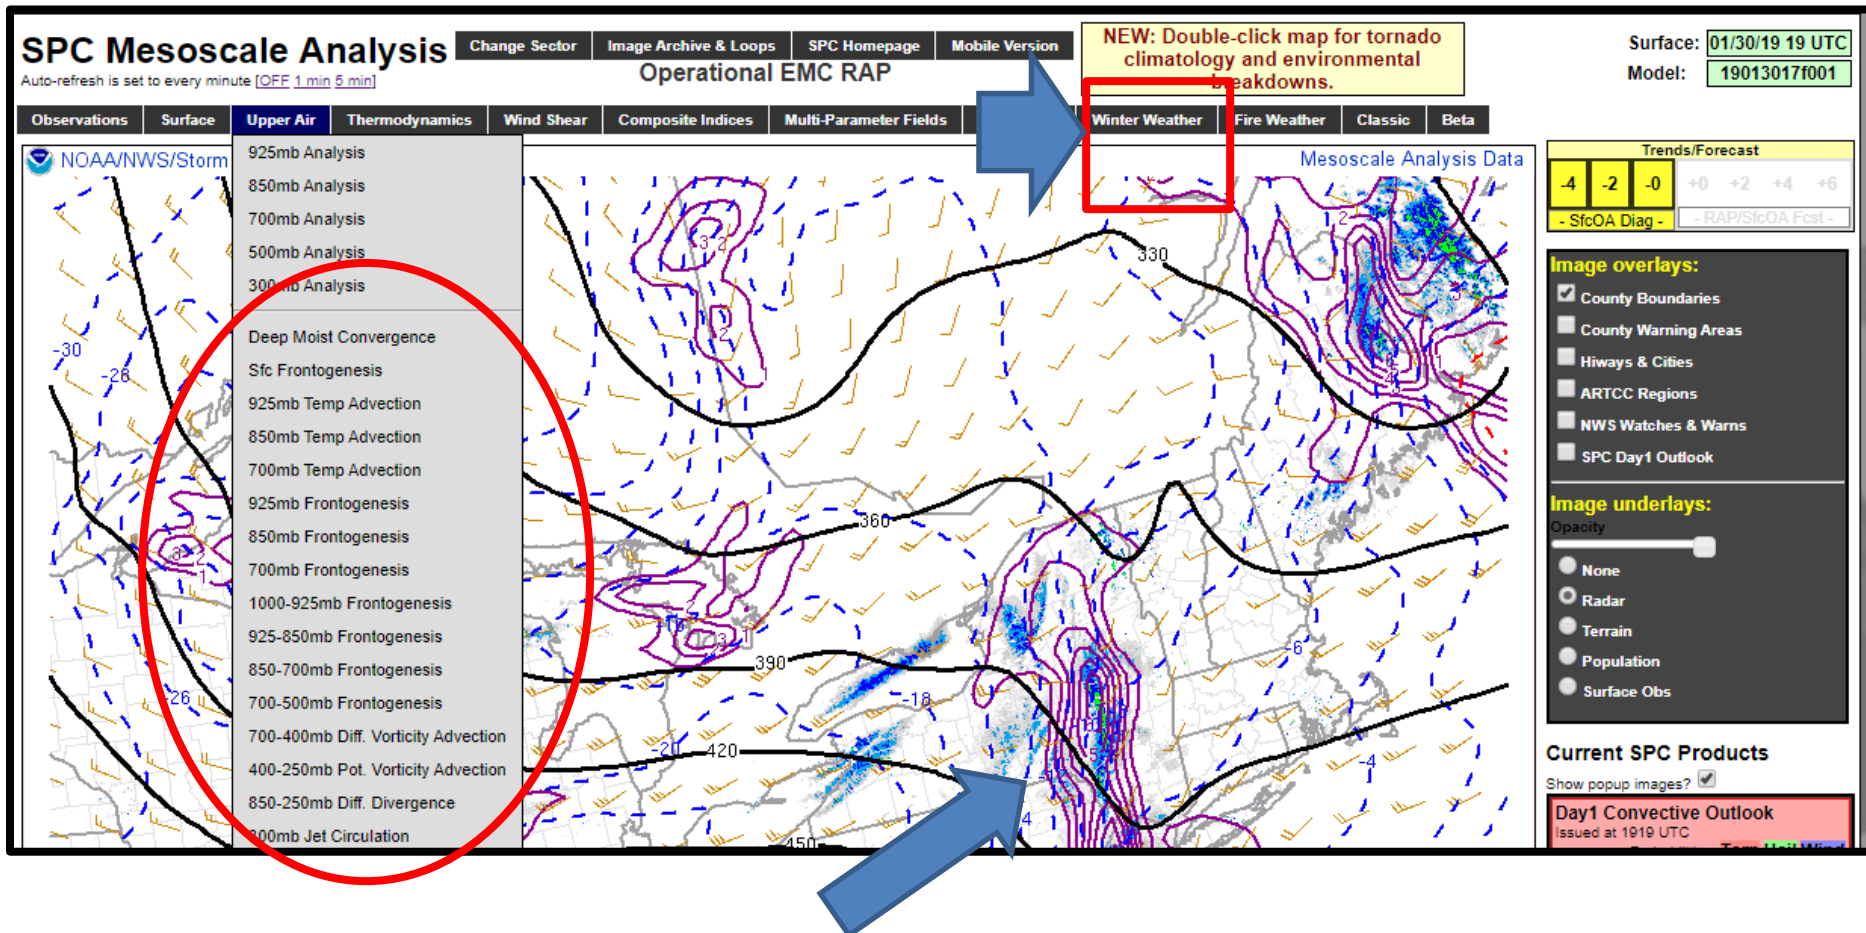 SPC Mesoscale Analysis
Change Sector Image Archive & Loops SPC Homepage Mobile Version
Operational EMC RAP
Auto-refresh is set to every minute [OFF 1 min 5 min]
NEW: Double-click map for tornado
climatology and environmental
breakdowns.
Surface: 01/30/19 19 UTC
Model: 19013017f001
Observations Surface Upper Air Thermodynamics Wind Shear Composite Indices Multi-Parameter Fields Winter Weather Fire Weather Classic Beta
NOAA/NWS/Storm
Mesoscale Analysis Data
925mb Analysis
850mb Analysis
700mb Analysis
500mb Analysis
300mb Analysis
Deep Moist Convergence
Sfc Frontogenesis
925mb Temp Advection
850mb Temp Advection
700mb Temp Advection
925mb Frontogenesis
850mb Frontogenesis
700mb Frontogenesis
1000-925mb Frontogenesis
925-850mb Frontogenesis
850-700mb Frontogenesis
700-500mb Frontogenesis
700-400mb Diff. Vorticity Advection
400-250mb Pot. Vorticity Advection
850-250mb Diff. Divergence
300mb Jet Circulation
330
360
390
420
450
-30
-26
-26
-18
-20
-6
-4
Trends/Forecast
-4 -2 -0 +0 +2 +4 +6
- SfcOA Diag - - RAP/SfcOA Fcst -
Image overlays:
County Boundaries
County Warning Areas
Hiways & Cities
ARTCC Regions
NWS Watches & Warns
SPC Day1 Outlook
Image underlays:
Opacity
None
Radar
Terrain
Population
Surface Obs
Current SPC Products
Show popup images?
Day1 Convective Outlook
Issued at 1919 UTC
Torn Hail Wind